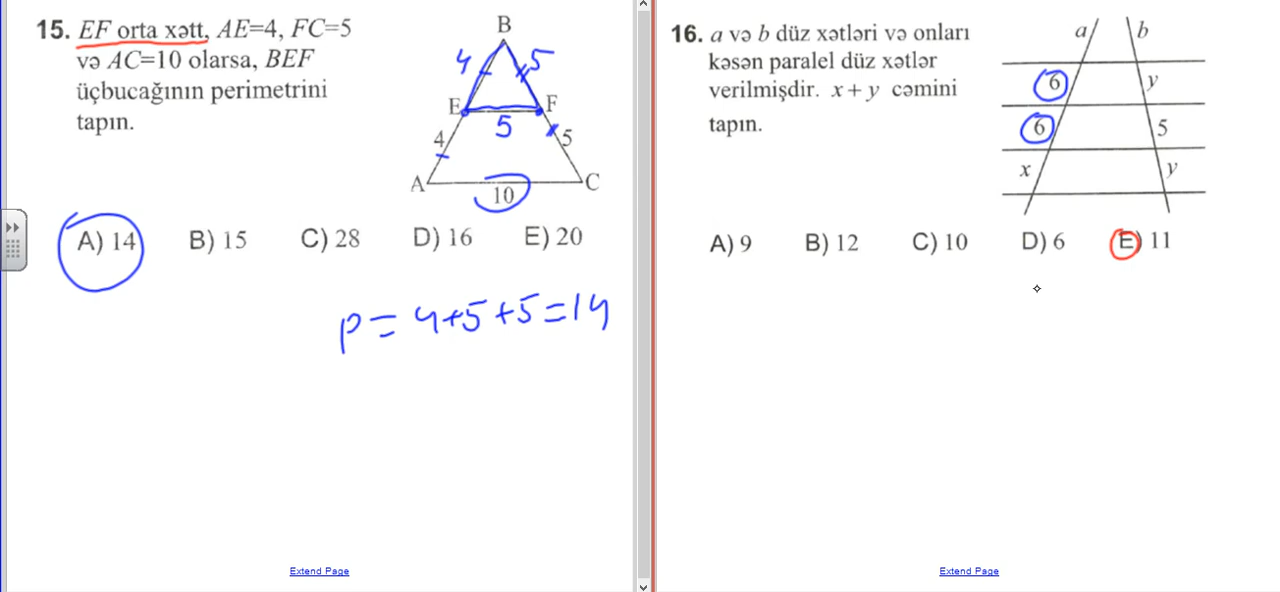 15. EF orta xətt, AE=4, FC=5
və AC=10 olarsa, BEF
üçbucağının perimetrini
tapın.
B
4
5
E
F
5
4
5
A
C
10
A) 14 B) 15 C) 28 D) 16 E) 20
P = 4+5+5=14
Extend Page
16. a və b düz xətləri və onları
kəsən paralel düz xətlər
verilmişdir. x+y cəmini
tapın.
a
b
6
y
6
5
x
y
A) 9 B) 12 C) 10 D) 6 E) 11
Extend Page